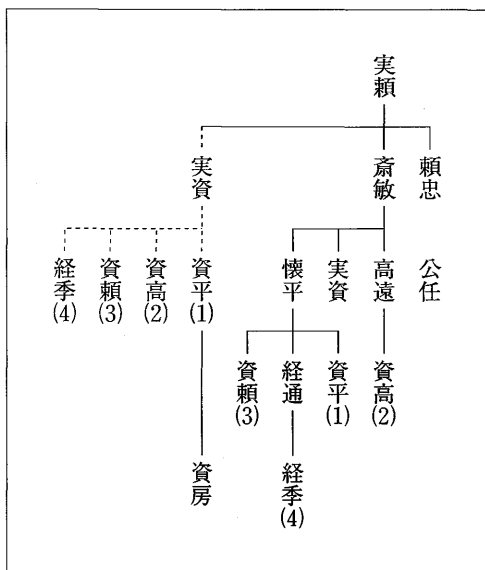 実頼
頼忠
斎敏
実資
公任
高遠
実資
懐平
資平(1)
資高(2)
資頼(3)
経季(4)
資高(2)
資平(1)
経通
資頼(3)
経季(4)
資房